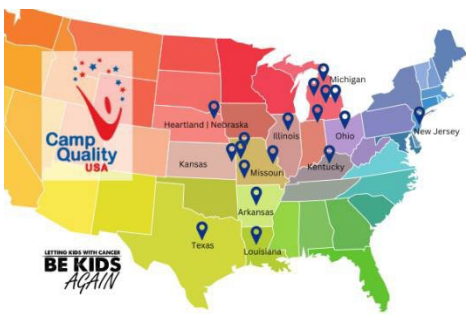 Michigan
Heartland | Nebraska
Illinois
Ohio
New Jersey
Camp
Quality
USA
Kansas
Missouri
Kentucky
Arkansas
Texas
Louisiana
LETTING KIDS WITH CANCER
BE KIDS
AGAIN